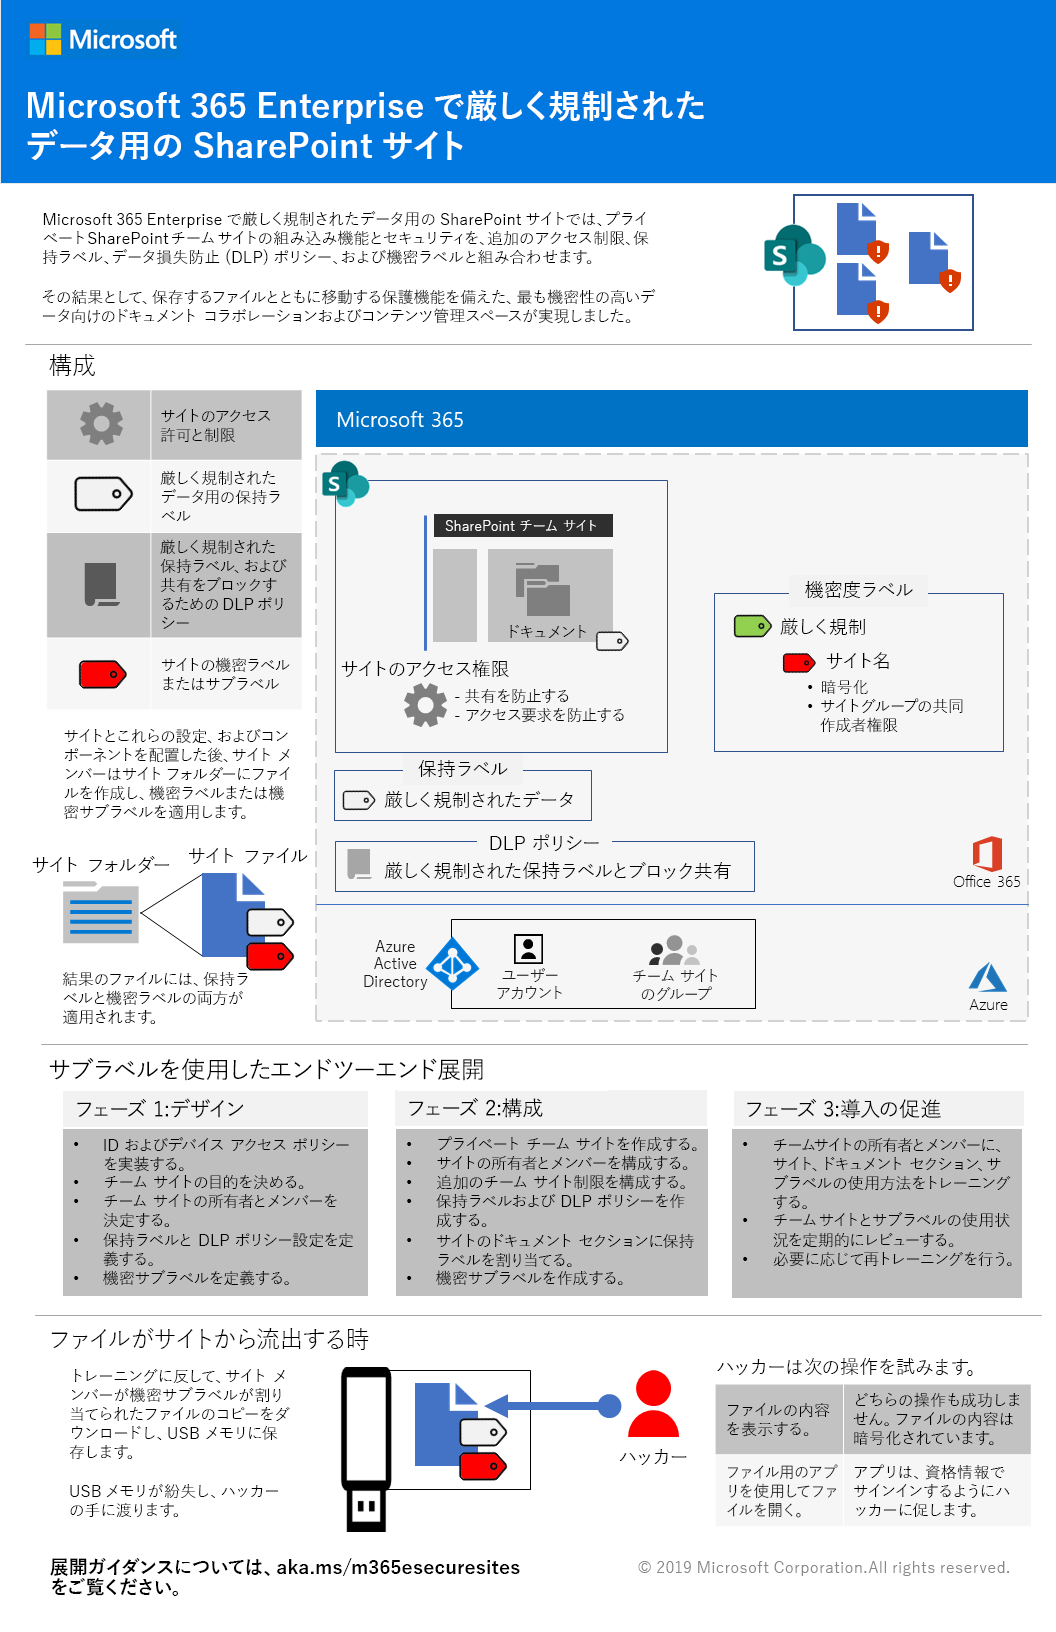 Microsoft
Microsoft 365 Enterprise で厳しく規制された
データ用の SharePoint サイト
Microsoft 365 Enterprise で厳しく規制されたデータ用の SharePoint サイトでは、プライ
ベートSharePointチーム サイトの組み込み機能とセキュリティを、追加のアクセス制限、保
持ラベル、データ損失防止 (DLP) ポリシー、および機密ラベルと組み合わせます。
その結果として、保存するファイルとともに移動する保護機能を備えた、最も機密性の高いデ
ータ向けのドキュメント コラボレーションおよびコンテンツ管理スペースが実現しました。
構成
サイトのアクセス
許可と制限
厳しく規制された
データ用の保持ラ
ベル
厳しく規制された
保持ラベル、および
共有をブロックす
るための DLP ポリ
シー
サイトの機密ラベル
またはサブラベル
サイトとこれらの設定、およびコン
ポーネントを配置した後、サイト メ
ンバーはサイト フォルダーにファイ
ルを作成し、機密ラベルまたは機
密サブラベルを適用します。
サイト フォルダー
サイト ファイル
結果のファイルには、保持ラ
ベルと機密ラベルの両方が
適用されます。
Microsoft 365
SharePoint チーム サイト
ドキュメント
サイトのアクセス権限
- 共有を防止する
- アクセス要求を防止する
機密度ラベル
厳しく規制
サイト名
• 暗号化
• サイトグループの共同
作成者権限
保持ラベル
厳しく規制されたデータ
DLP ポリシー
厳しく規制された保持ラベルとブロック共有
Office 365
Azure
Active
Directory
ユーザー
アカウント
チーム サイト
のグループ
Azure
サブラベルを使用したエンドツーエンド展開
フェーズ 1:デザイン
• ID およびデバイス アクセス ポリシー
を実装する。
• チーム サイトの目的を決める。
• チーム サイトの所有者とメンバーを
決定する。
• 保持ラベルと DLP ポリシー設定を定
義する。
• 機密サブラベルを定義する。
フェーズ 2:構成
• プライベート チーム サイトを作成する。
• サイトの所有者とメンバーを構成する。
• 追加のチーム サイト制限を構成する。
• 保持ラベルおよび DLP ポリシーを作
成する。
• サイトのドキュメント セクションに保持
ラベルを割り当てる。
• 機密サブラベルを作成する。
フェーズ 3:導入の促進
• チームサイトの所有者とメンバーに、
サイト、ドキュメント セクション、サ
ブラベルの使用方法をトレーニング
する。
• チームサイトとサブラベルの使用状
況を定期的にレビューする。
• 必要に応じて再トレーニングを行う。
ファイルがサイトから流出する時
トレーニングに反して、サイト メ
ンバーが機密サブラベルが割り
当てられたファイルのコピーをダ
ウンロードし、USB メモリに保
存します。
USB メモリが紛失し、ハッカー
の手に渡ります。
ハッカー
ハッカーは次の操作を試みます。
ファイルの内容
を表示する。
どちらの操作も成功しま
せん。ファイルの内容は
暗号化されています。
ファイル用のアプ
リを使用してファ
イルを開く。
アプリは、資格情報で
サインインするようにハ
ッカーに促します。
展開ガイダンスについては、aka.ms/m365esecuresites
をご覧ください。
© 2019 Microsoft Corporation.All rights reserved.